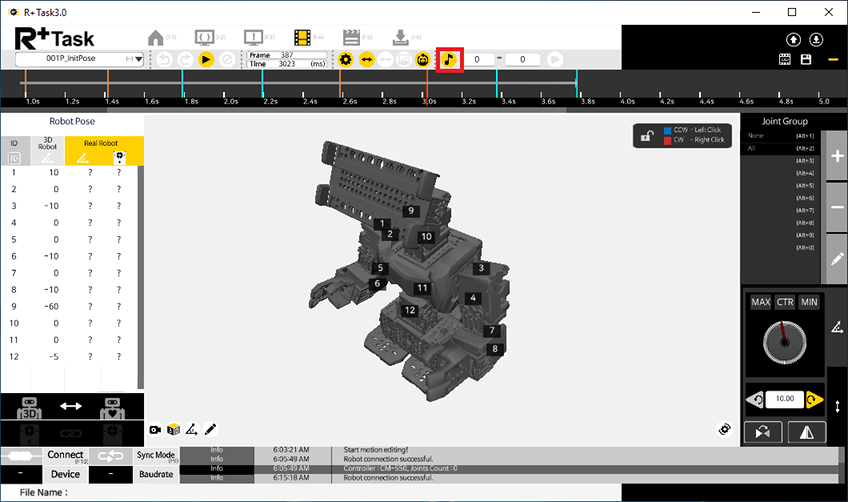 R+Task3.0
R+Task
001P_InitPose
Frame 387
Time 3023 (ms)
0 - 0
1.0s 1.2s 1.4s 1.6s 1.8s 2.0s 2.2s 2.4s 2.6s 2.8s 3.0s 3.2s 3.4s 3.6s 3.8s 4.0s 4.2s 4.4s 4.6s 4.8s 5.0
Robot Pose
ID 3D Robot Real Robot
ID
1 10 ? ?
2 0 ? ?
3 -10 ? ?
4 0 ? ?
5 0 ? ?
6 -10 ? ?
7 0 ? ?
8 -10 ? ?
9 -60 ? ?
10 0 ? ?
11 0 ? ?
12 -5 ? ?
3D
CCW - Left Click
CW - Right Click
9
1
2
10
5
6
3
11
4
12
7
8
Joint Group
None (Alt+1)
All (Alt+2)
(Alt+3)
(Alt+4)
(Alt+5)
(Alt+6)
(Alt+7)
(Alt+8)
(Alt+9)
(Alt+0)
MAX CTR MIN
10.00
Connect
(F10)
Sync Mode
Device
-
Baudrate
Info 6:03:21 AM Start motion editing!
Info 6:05:49 AM Robot connection successful.
Info 6:05:49 AM Controller : CM-550, Joints Count : 0
Info 6:15:18 AM Robot connection successful.
File Name :